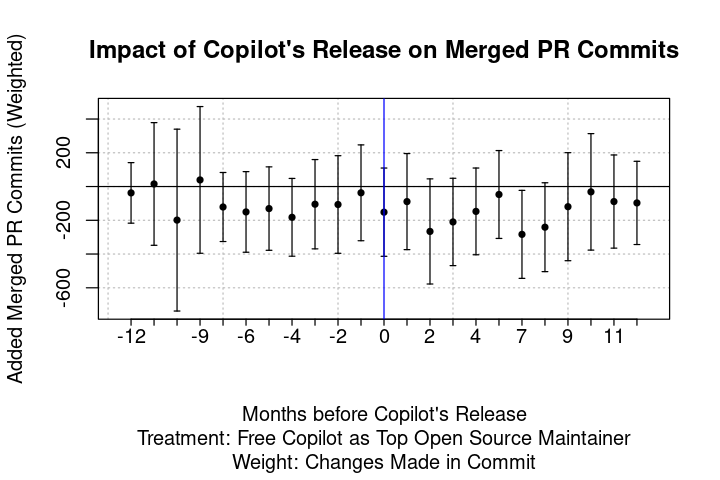 Impact of Copilot's Release on Merged PR Commits
Added Merged PR Commits (Weighted)
200
-200
-600
-12 -9 -6 -4 -2 0 2 4 7 9 11
Months before Copilot's Release
Treatment: Free Copilot as Top Open Source Maintainer
Weight: Changes Made in Commit